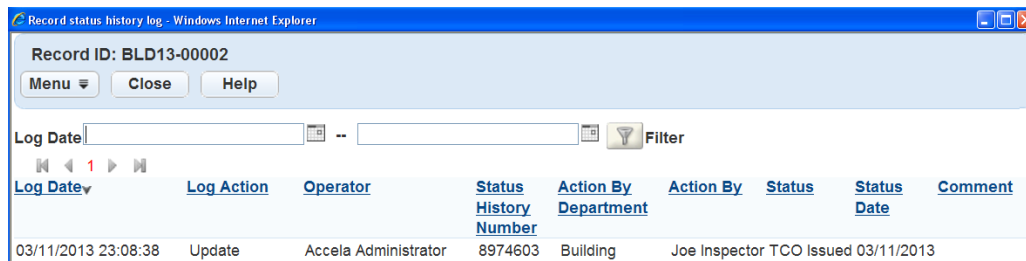 Record status history log - Windows Internet Explorer
Record ID: BLD13-00002
Menu Close Help
Log Date -- Filter
1
Log Date Log Action Operator Status History Number Action By Department Action By Status Status Date Comment
03/11/2013 23:08:38 Update Accela Administrator 8974603 Building Joe Inspector TCO Issued 03/11/2013